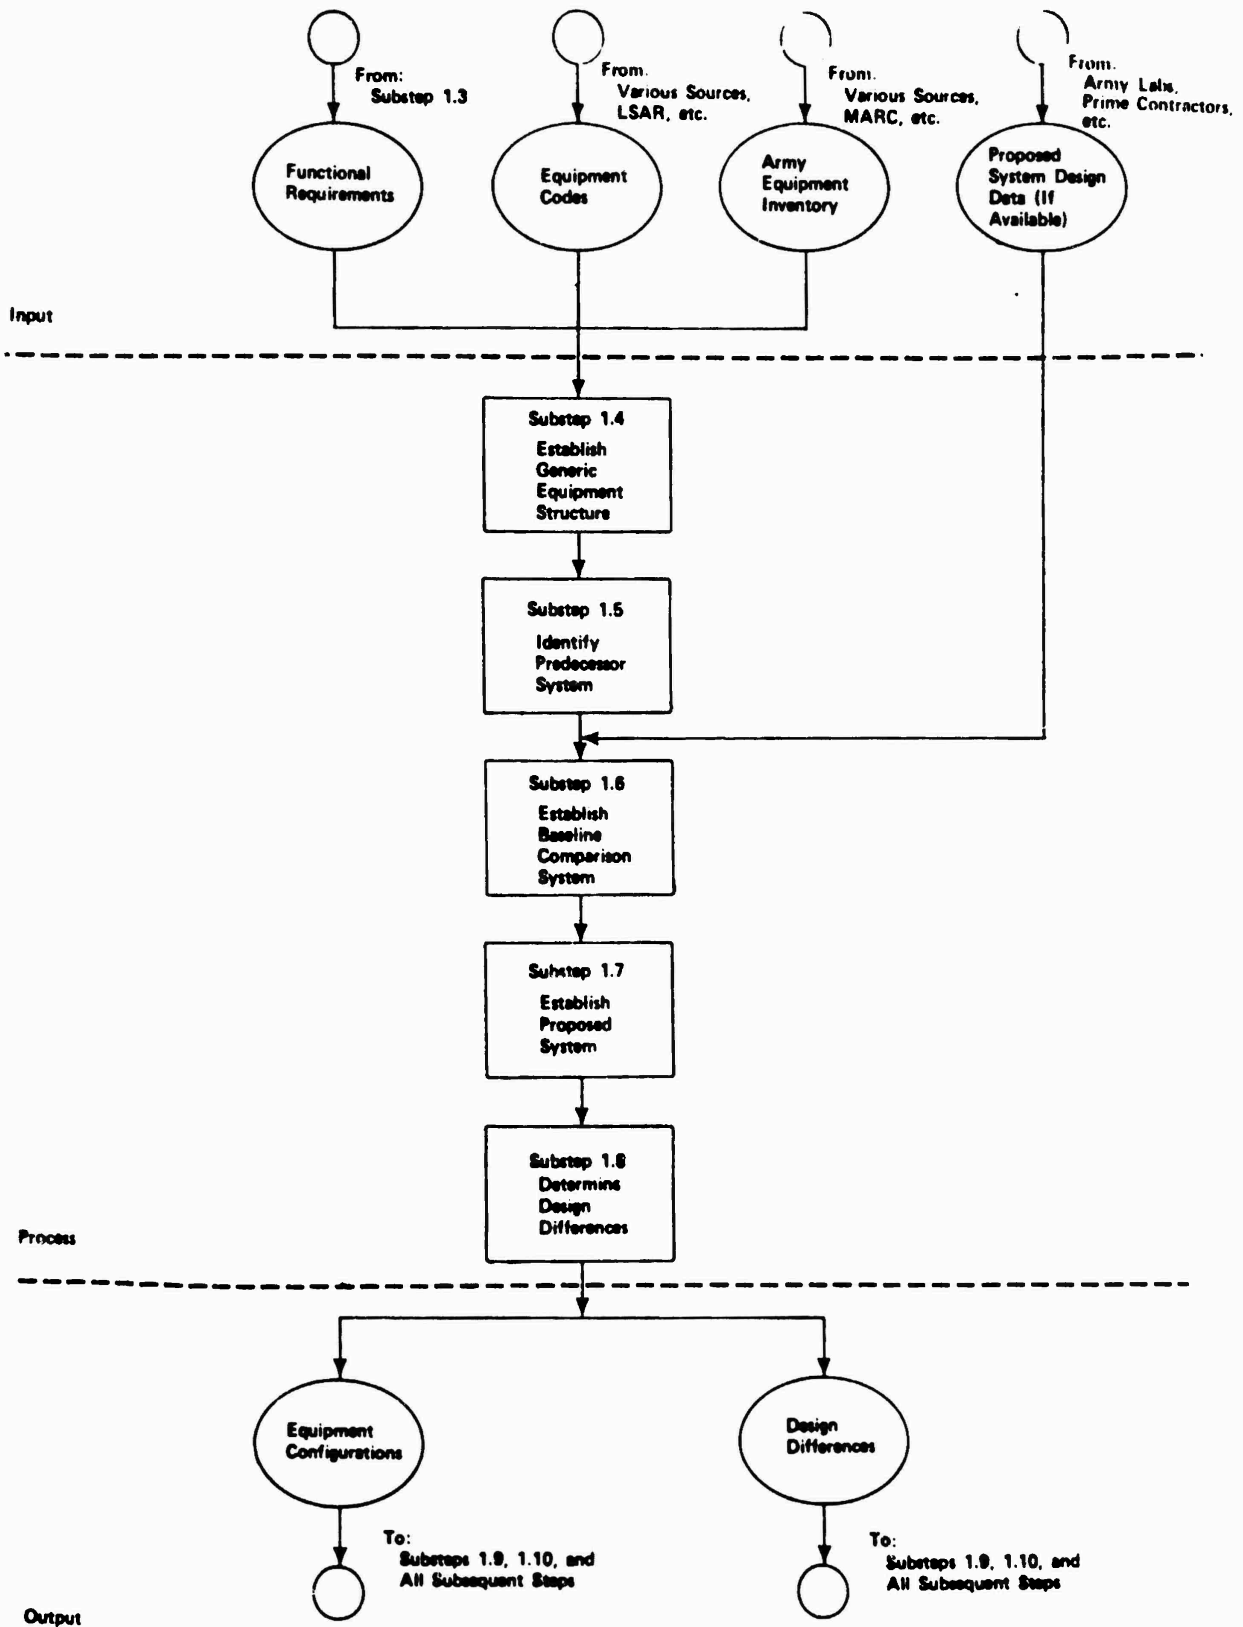 From:
Substep 1.3
From.
Various Sources,
LSAR, etc.
From.
Various Sources,
MARC, etc.
From.
Army Labs,
Prime Contractors,
etc.
Functional
Requirements
Equipment
Codes
Army
Equipment
Inventory
Proposed
System Design
Data (If
Available)
Input
Substep 1.4
Establish
Generic
Equipment
Structure
Substep 1.5
Identify
Predecessor
System
Substep 1.6
Establish
Baseline
Comparison
System
Substep 1.7
Establish
Proposed
System
Substep 1.8
Determine
Design
Differences
Process
Equipment
Configurations
Design
Differences
To:
Substeps 1.9, 1.10, and
All Subsequent Steps
To:
Substeps 1.9, 1.10, and
All Subsequent Steps
Output